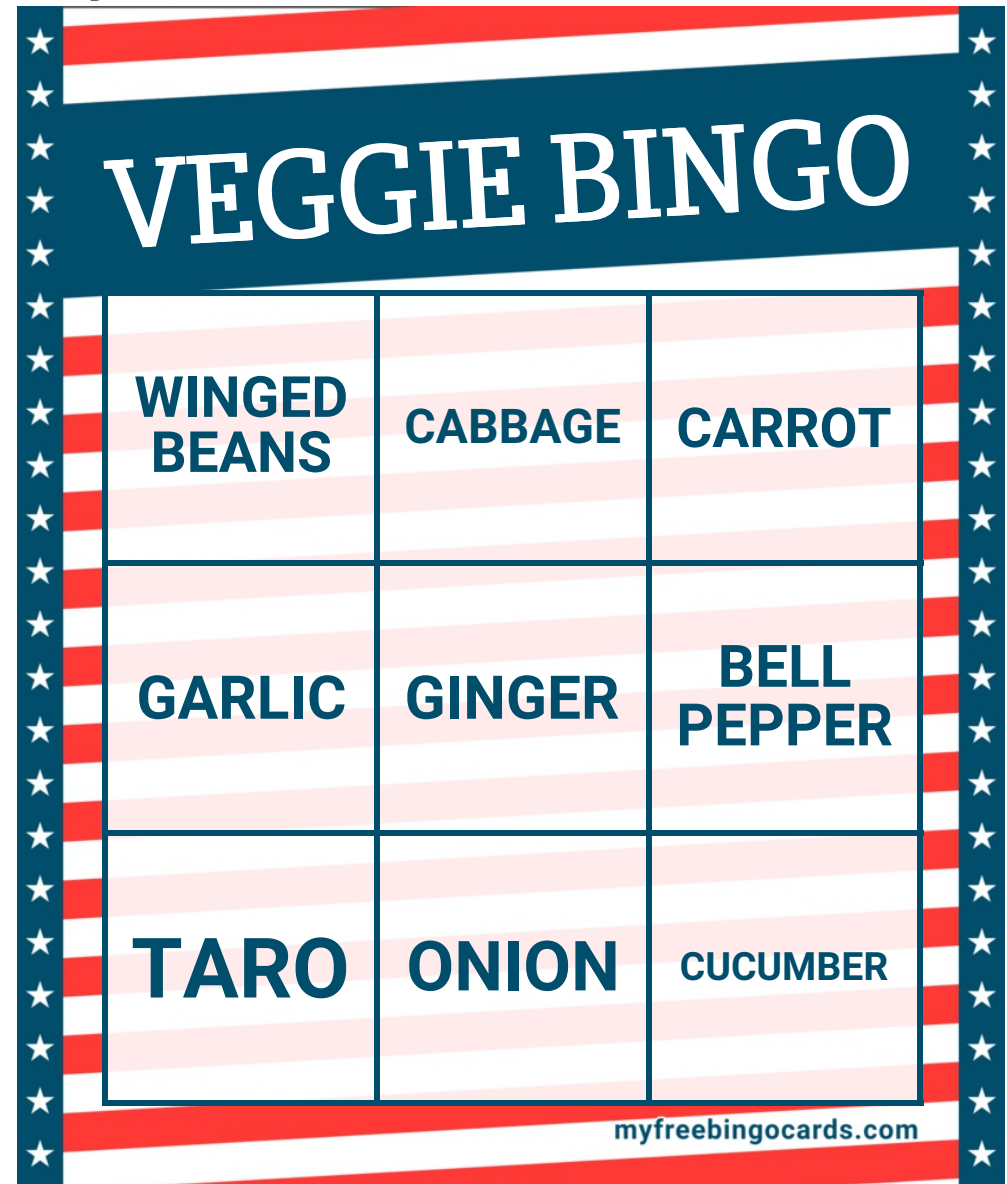 VEGGIE BINGO
WINGED
BEANS
CABBAGE
CARROT
GARLIC
GINGER
BELL
PEPPER
TARO
ONION
CUCUMBER
myfreebingocards.com